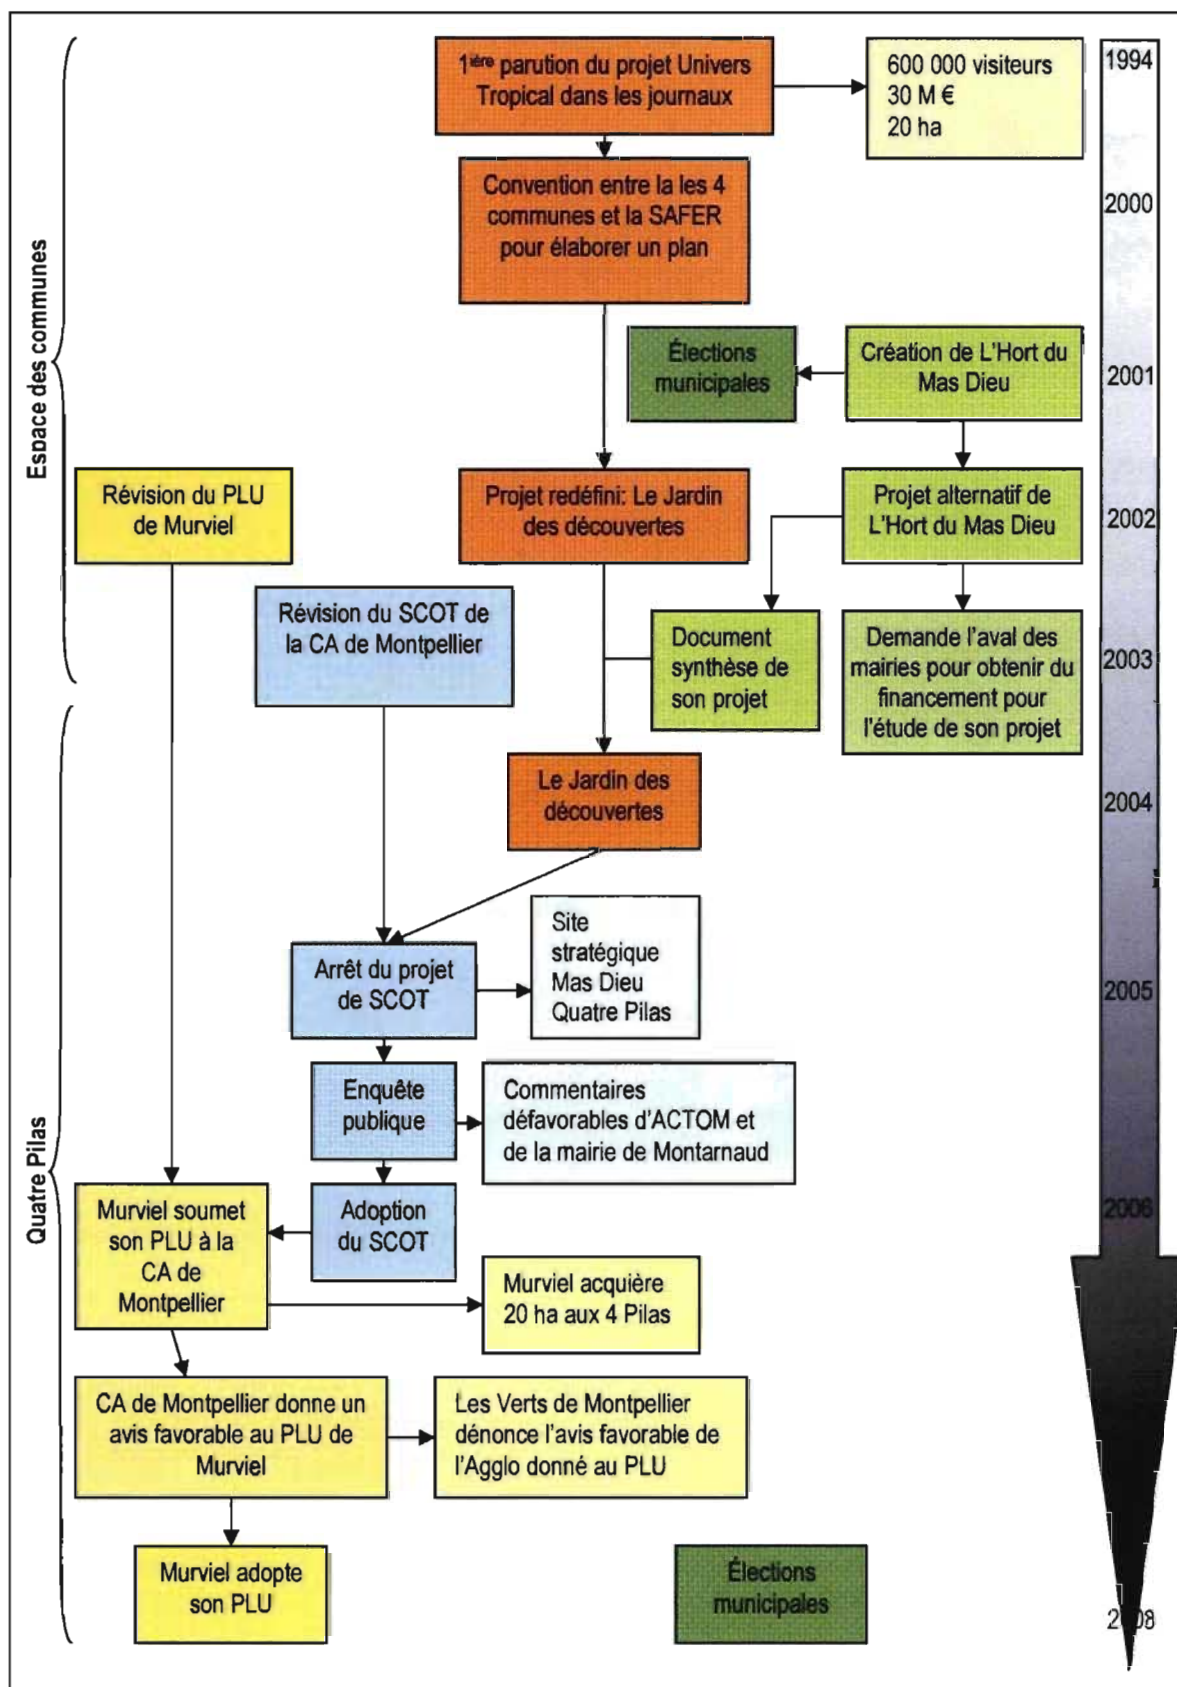 1ière parution du projet Univers
Tropical dans les journaux
600 000 visiteurs
30 M €
20 ha
1994
Convention entre la les 4
communes et la SAFER
pour élaborer un plan
2000
Espace des communes
Élections
municipales
Création de L'Hort du
Mas Dieu
2001
Révision du PLU
de Murviel
Projet redéfini: Le Jardin
des découvertes
Projet alternatif de
L'Hort du Mas Dieu
2002
Révision du SCOT de
la CA de Montpellier
Document
synthèse de
son projet
Demande l'aval des
mairies pour obtenir du
financement pour
l'étude de son projet
2003
Le Jardin des
découvertes
2004
Quatre Pilas
Arrêt du projet
de SCOT
Site
stratégique
Mas Dieu
Quatre Pilas
2005
Enquête
publique
Commentaires
défavorables d'ACTOM et
de la mairie de Montarnaud
Murviel soumet
son PLU à la
CA de
Montpellier
Adoption
du SCOT
2006
Murviel acquière
20 ha aux 4 Pilas
CA de Montpellier donne un
avis favorable au PLU de
Murviel
Les Verts de Montpellier
dénonce l'avis favorable de
l'Agglo donné au PLU
Murviel adopte
son PLU
Élections
municipales
2008